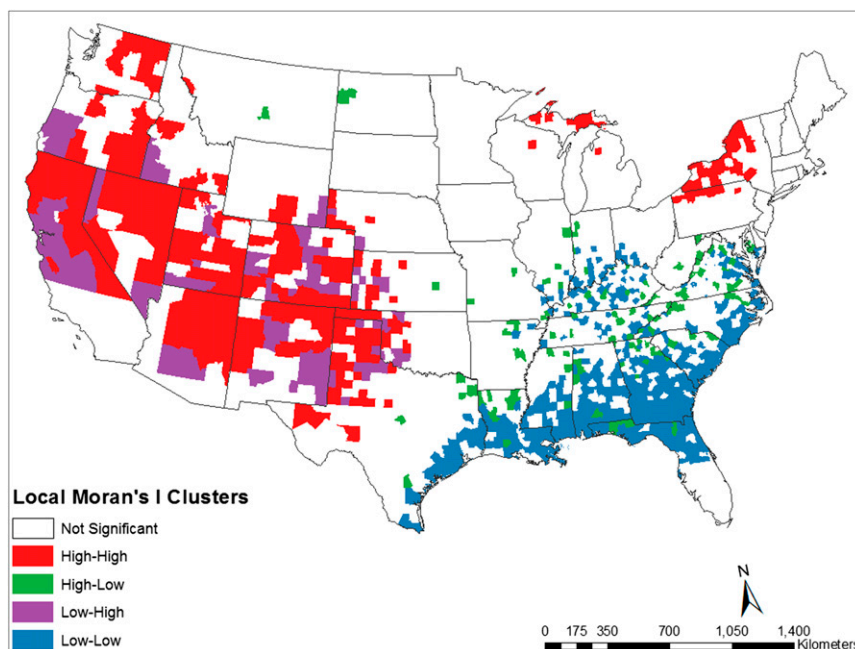 Local Moran's I Clusters
Not Significant
High-High
High-Low
Low-High
Low-Low
N
0 175 350 700 1,050 1,400
Kilometers